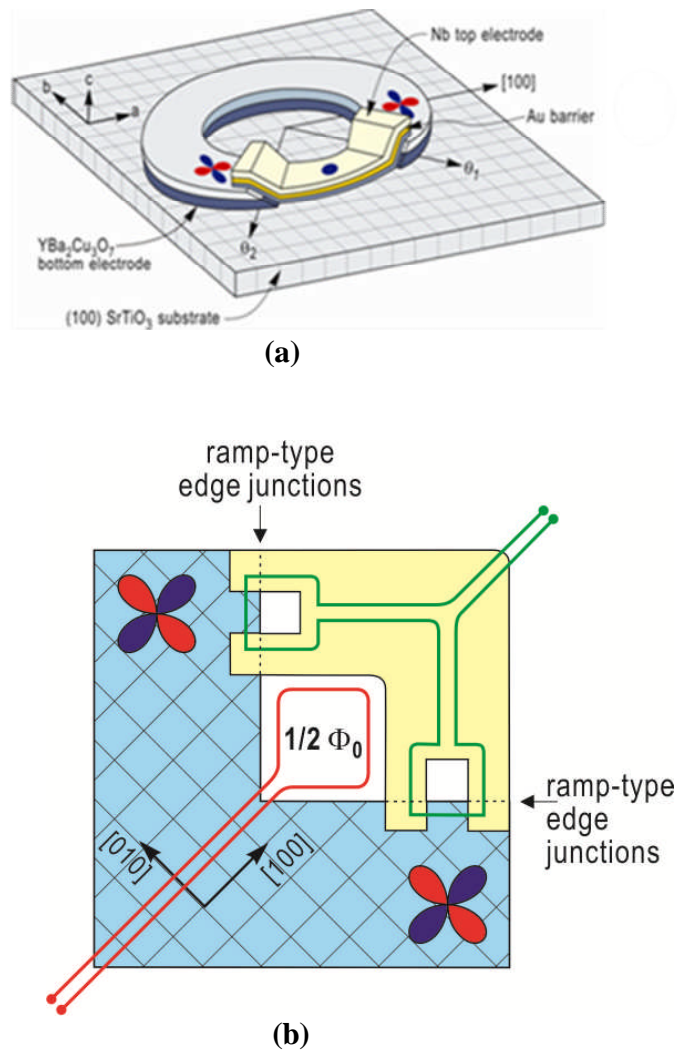 Nb top electrode
c
b
a
[100]
Au barrier
θ1
θ2
YBa2Cu3O7
bottom electrode
(100) SrTiO3 substrate
(a)
ramp-type
edge junctions
1/2 Φ0
ramp-type
edge
junctions
[010]
[100]
(b)